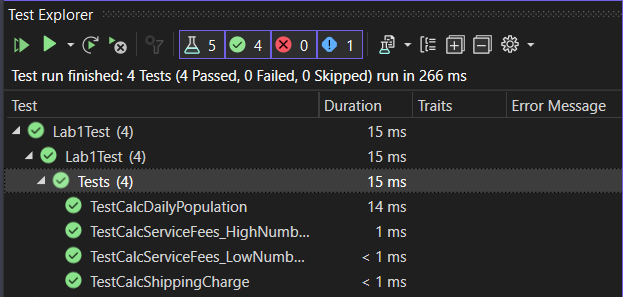 Test Explorer
5 4 0 1
Test run finished: 4 Tests (4 Passed, 0 Failed, 0 Skipped) run in 266 ms
Test Duration Traits Error Message
Lab1Test (4) 15 ms
Lab1Test (4) 15 ms
Tests (4) 15 ms
TestCalcDailyPopulation 14 ms
TestCalcServiceFees_HighNumb... 1 ms
TestCalcServiceFees_LowNumb... < 1 ms
TestCalcShippingCharge < 1 ms